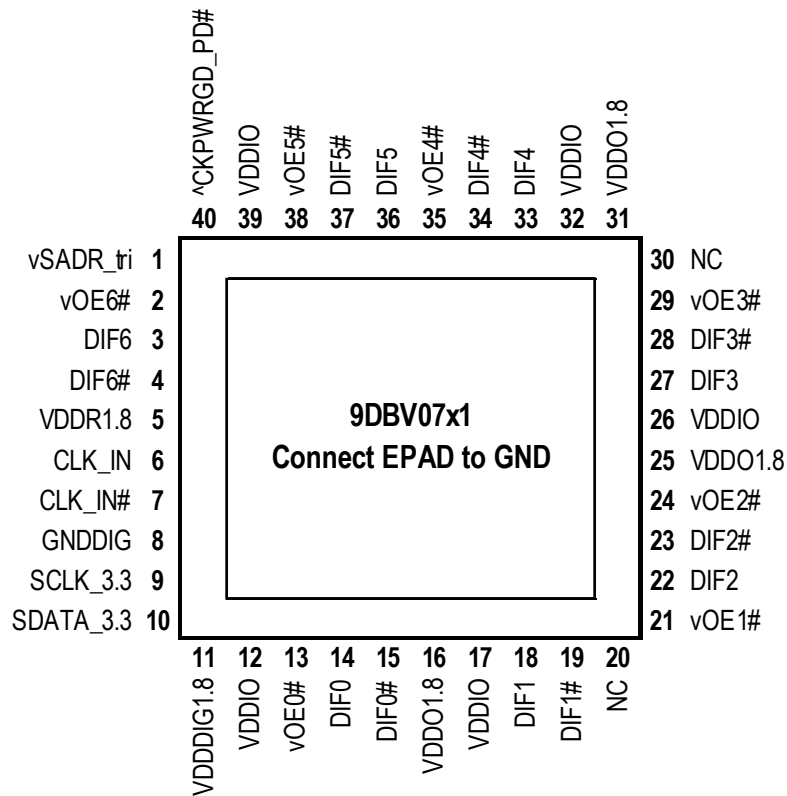 ^CKPWRGD_PD#
VDDIO
vOE5#
DIF5#
DIF5
vOE4#
DIF4#
DIF4
VDDIO
VDDO1.8
40 39 38 37 36 35 34 33 32 31
vSADR_tri 1
vOE6# 2
DIF6 3
DIF6# 4
VDDR1.8 5
CLK_IN 6
CLK_IN# 7
GNDDIG 8
SCLK_3.3 9
SDATA_3.3 10
9DBV07x1
Connect EPAD to GND
30 NC
29 vOE3#
28 DIF3#
27 DIF3
26 VDDIO
25 VDDO1.8
24 vOE2#
23 DIF2#
22 DIF2
21 vOE1#
11 12 13 14 15 16 17 18 19 20
VDDDIG1.8
VDDIO
vOE0#
DIF0
DIF0#
VDDO1.8
VDDIO
DIF1
DIF1#
NC